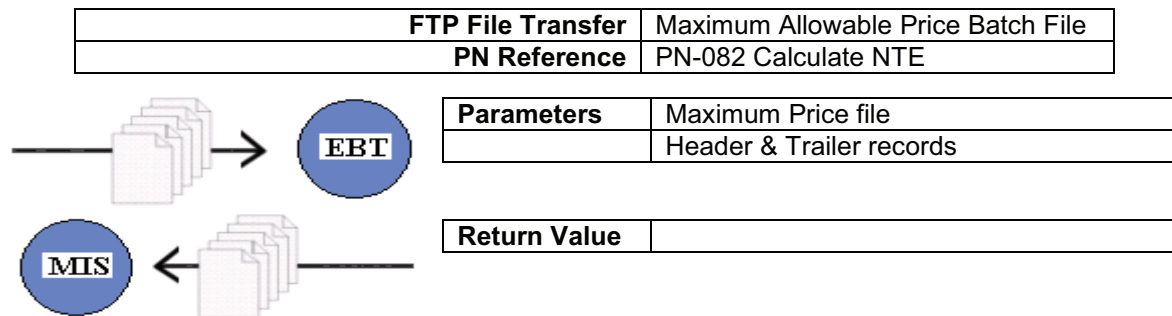 FTP File Transfer Maximum Allowable Price Batch File
PN Reference PN-082 Calculate NTE
EBT
Parameters Maximum Price file
Header & Trailer records
MIS
Return Value